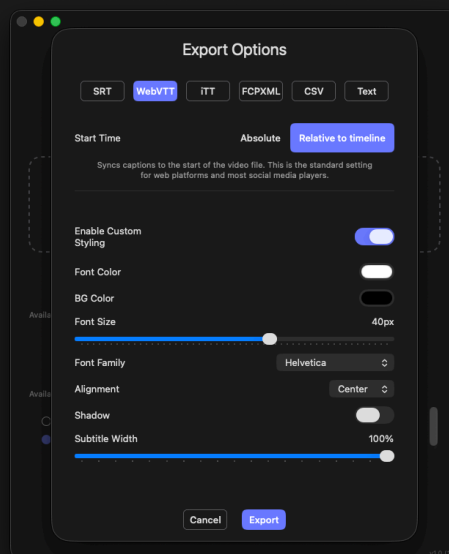 Export Options
SRT WebVTT iTT FCPXML CSV Text
Start Time Absolute Relative to timeline
Syncs captions to the start of the video file. This is the standard setting
for web platforms and most social media players.
Enable Custom
Styling
Font Color
BG Color
Font Size 40px
Font Family Helvetica
Alignment Center
Shadow
Subtitle Width 100%
Cancel Export
Availa
Availa